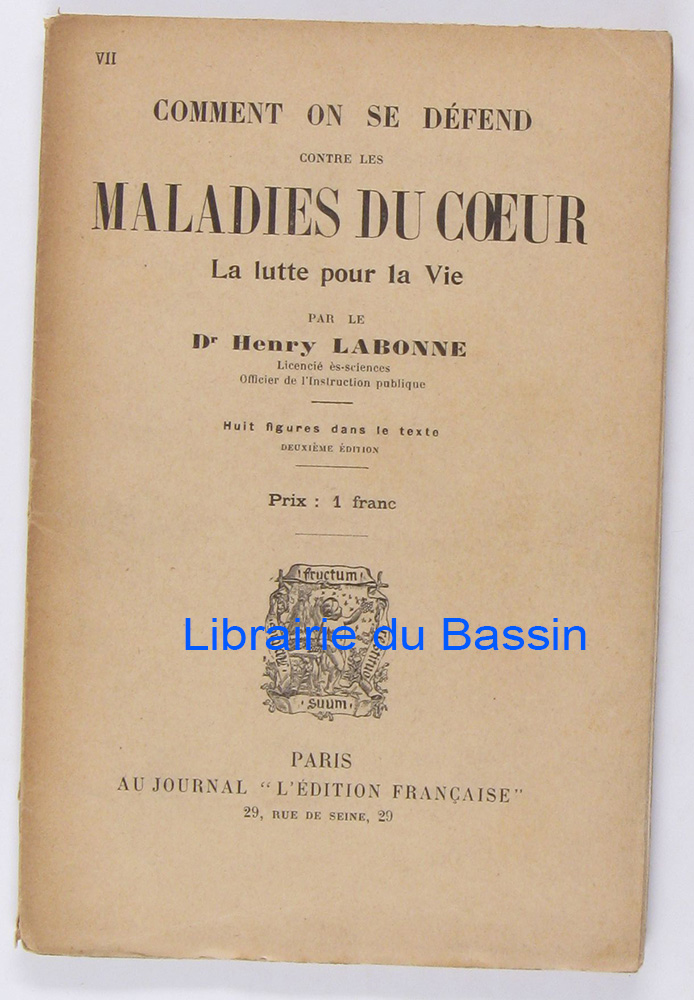 VII
COMMENT ON SE DÉFEND
CONTRE LES
MALADIES DU CŒUR
La lutte pour la Vie
PAR LE
Dr Henry LABONNE
Licencié ès-sciences
Officier de l'Instruction publique
Huit figures dans le texte
DEUXIÈME ÉDITION
Prix : 1 franc
fructum
Librairie du Bassin
suum
PARIS
AU JOURNAL "L'ÉDITION FRANÇAISE"
29, RUE DE SEINE, 29